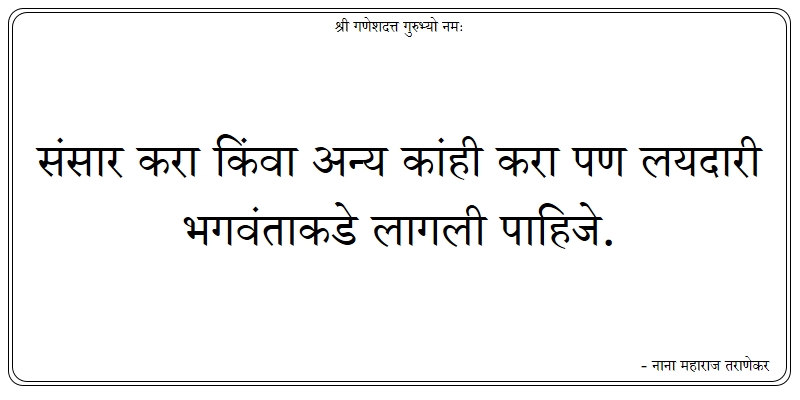 श्री गणेशदत्त गुरुभ्यो नमः
संसार करा किंवा अन्य कांही करा पण लयदारी
भगवंताकडे लागली पाहिजे.
- नाना महाराज तराणेकर